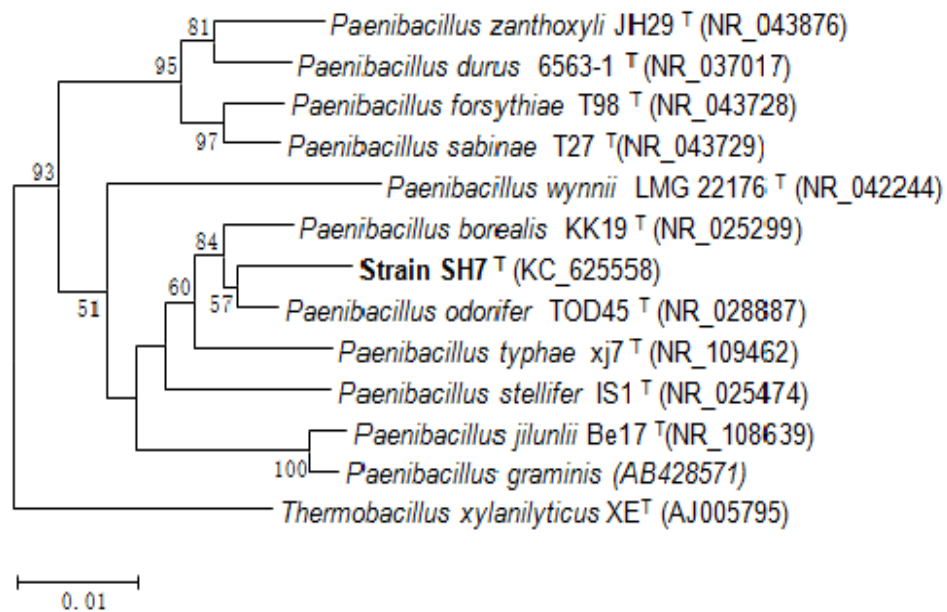 81
Paenibacillus zanthoxyli JH29 T (NR_043876)
95
Paenibacillus durus 6563-1 T (NR_037017)
Paenibacillus forsythiae T98 T (NR_043728)
97
Paenibacillus sabinae T27 T(NR_043729)
93
Paenibacillus wynnii LMG 22176 T (NR_042244)
Paenibacillus borealis KK19 T (NR_025299)
84
Strain SH7 T (KC_625558)
60
57
51
Paenibacillus odorifer TOD45 T (NR_028887)
Paenibacillus typhae xj7 T (NR_109462)
Paenibacillus stellifer IS1 T (NR_025474)
Paenibacillus jilunlii Be17 T(NR_108639)
100
Paenibacillus graminis (AB428571)
Thermobacillus xylanilyticus XET (AJ005795)
0.01